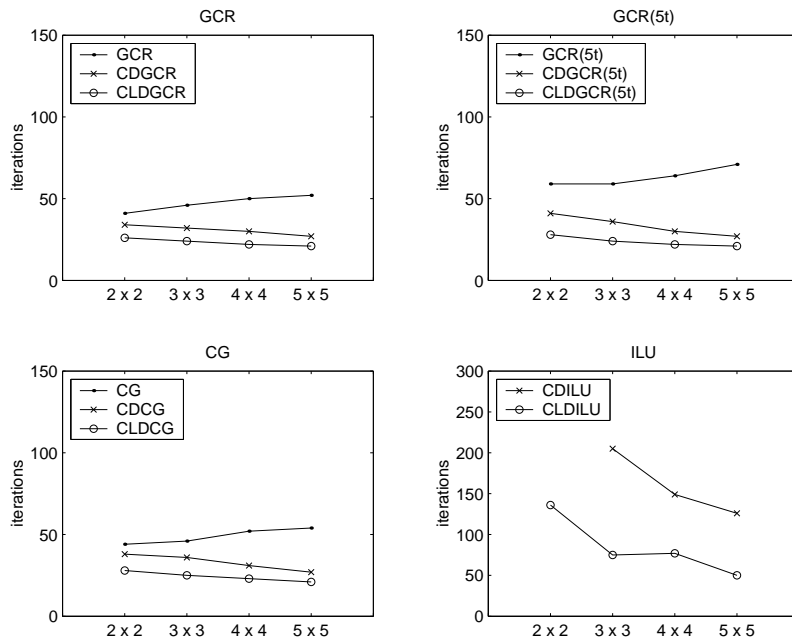 GCR
150
100
50
0
iterations
GCR
CDGCR
CLDGCR
2 x 2 3 x 3 4 x 4 5 x 5
GCR(5t)
150
100
50
0
iterations
GCR(5t)
CDGCR(5t)
CLDGCR(5t)
2 x 2 3 x 3 4 x 4 5 x 5
CG
150
100
50
0
iterations
CG
CDCG
CLDCG
2 x 2 3 x 3 4 x 4 5 x 5
ILU
300
250
200
150
100
50
0
iterations
CDILU
CLDILU
2 x 2 3 x 3 4 x 4 5 x 5